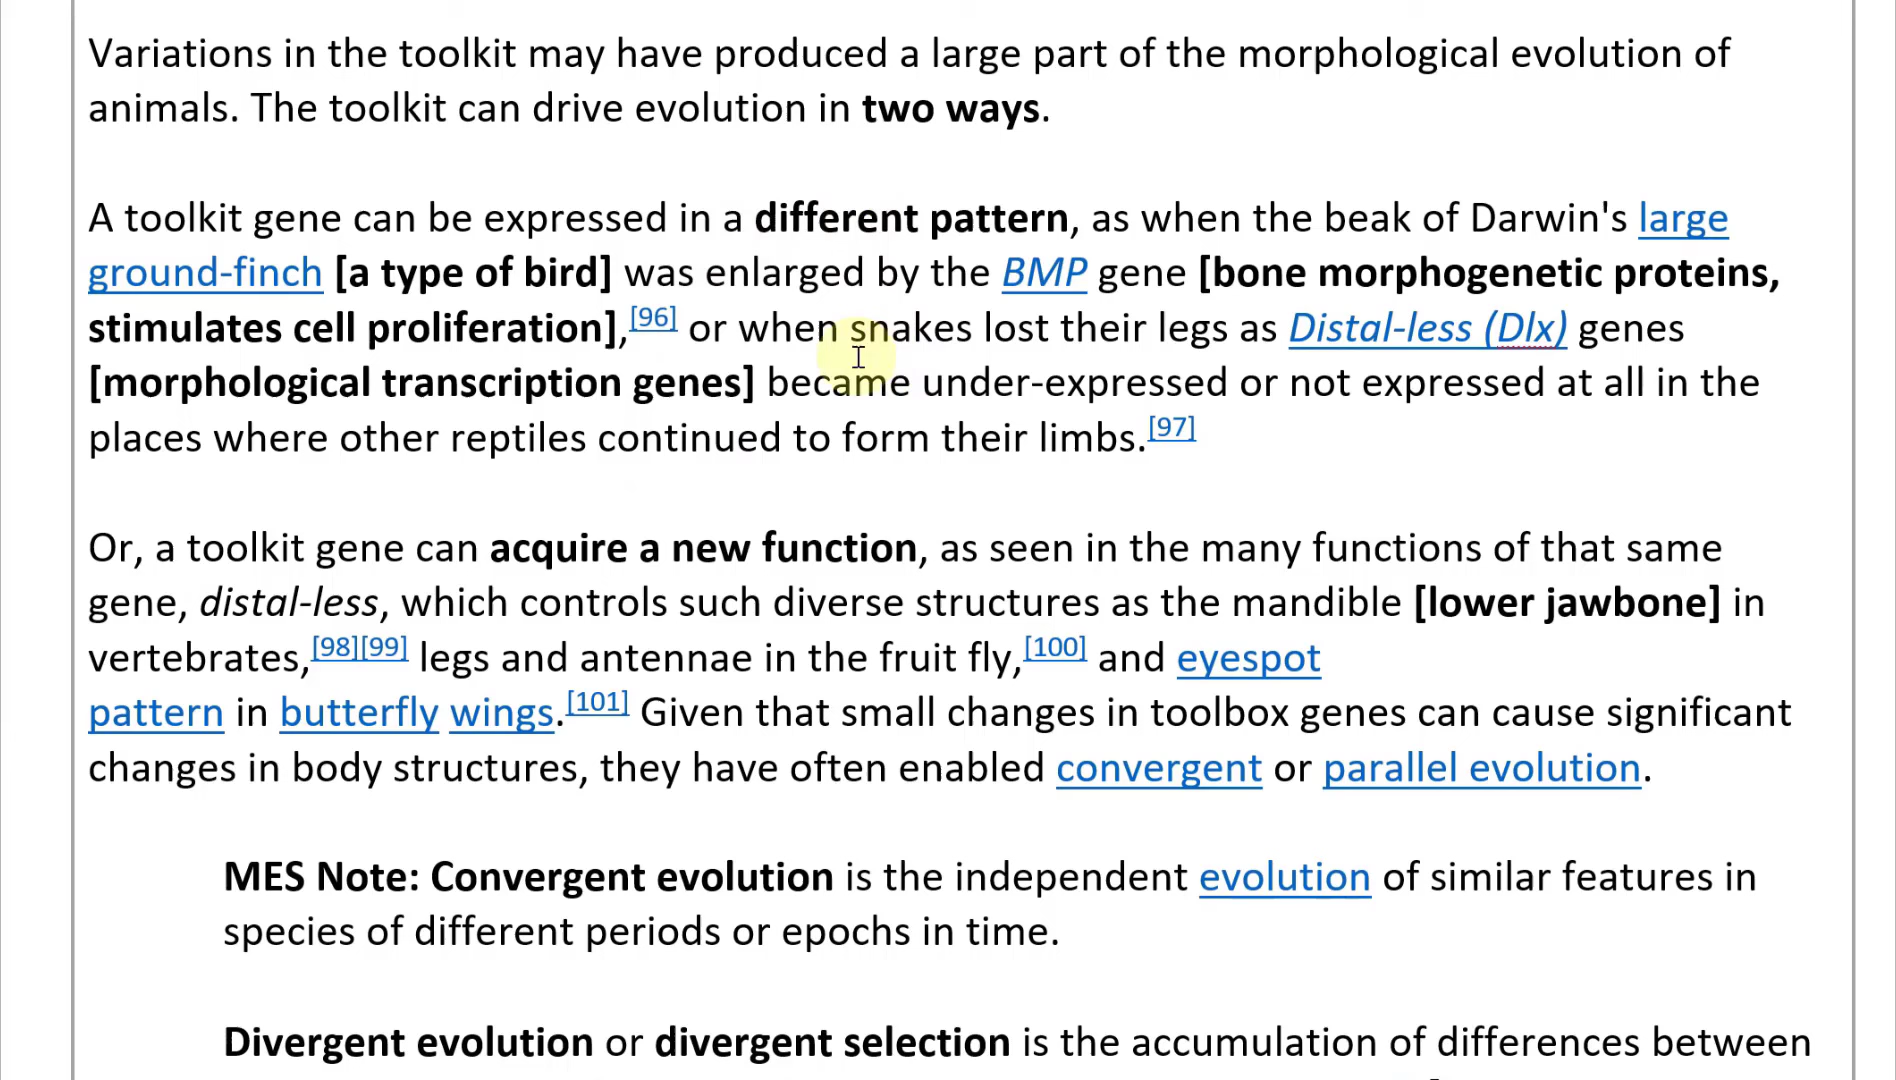 Variations in the toolkit may have produced a large part of the morphological evolution of
animals. The toolkit can drive evolution in two ways.
A toolkit gene can be expressed in a different pattern, as when the beak of Darwin's large
ground-finch [a type of bird] was enlarged by the BMP gene [bone morphogenetic proteins,
stimulates cell proliferation],[96] or when snakes lost their legs as Distal-less (Dlx) genes
[morphological transcription genes] became under-expressed or not expressed at all in the
places where other reptiles continued to form their limbs.[97]
Or, a toolkit gene can acquire a new function, as seen in the many functions of that same
gene, distal-less, which controls such diverse structures as the mandible [lower jawbone] in
vertebrates,[98][99] legs and antennae in the fruit fly,[100] and eyespot
pattern in butterfly wings.[101] Given that small changes in toolbox genes can cause significant
changes in body structures, they have often enabled convergent or parallel evolution.
MES Note: Convergent evolution is the independent evolution of similar features in
species of different periods or epochs in time.
Divergent evolution or divergent selection is the accumulation of differences between